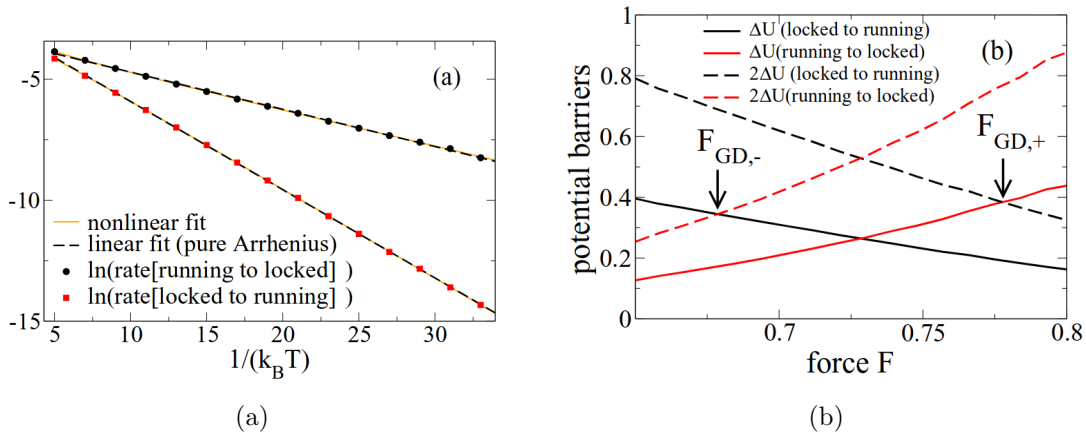 (a)
-5
-10
-15
nonlinear fit
linear fit (pure Arrhenius)
ln(rate[running to locked] )
ln(rate[locked to running] )
5 10 15 20 25 30
1/(k_BT)
(a)
1
0.8
0.6
0.4
0.2
0
potential barriers
ΔU (locked to running)
ΔU(running to locked)
2ΔU (locked to running)
2ΔU(running to locked)
(b)
F_GD,-
F_GD,+
0.7 0.75 0.8
force F
(b)